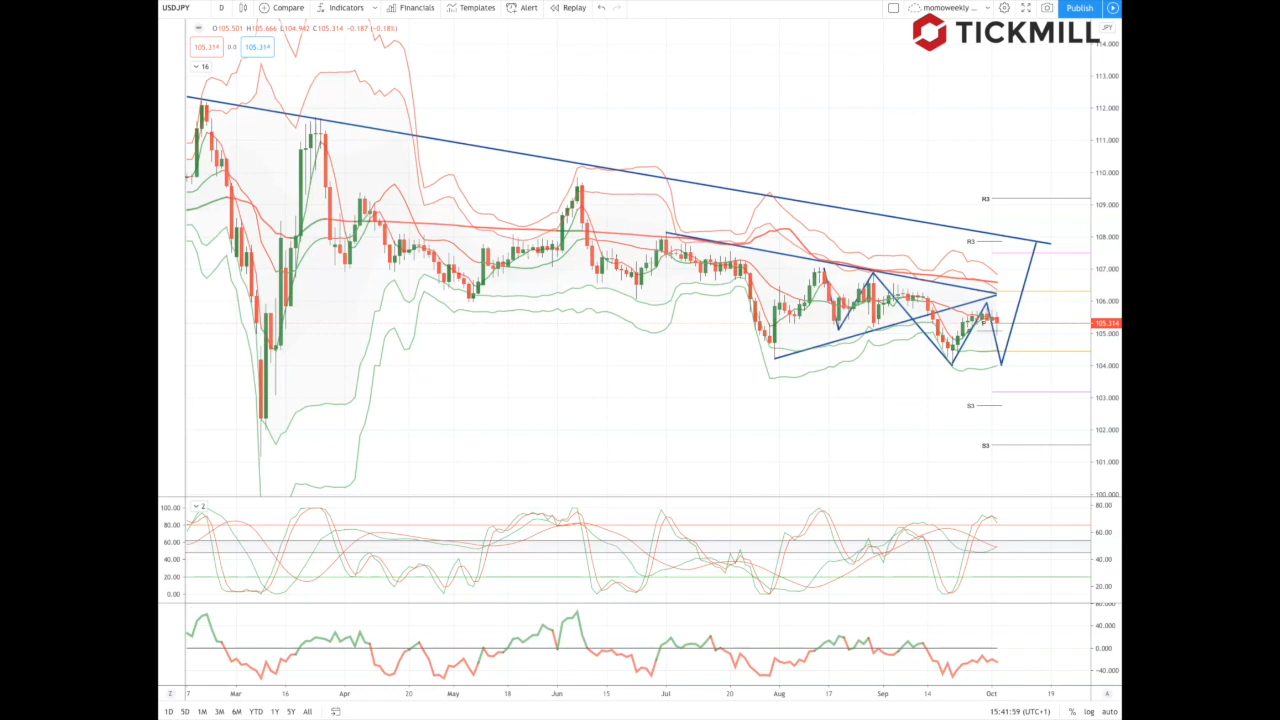 USDJPY D Compare Indicators Financials Templates Alert Replay momoweekly ... Publish
O105.501 H105.666 L104.942 C105.314 -0.187 (-0.18%)
TICKMILL
JPY
105.314 0.0 105.314
16
114.000
113.000
112.000
111.000
110.000
109.000
108.000
107.000
106.000
105.314
105.000
104.000
103.000
102.000
101.000
100.000
R3
R3
P
S3
S3
2
100.00
80.00
60.00
40.00
20.00
0.00
80.00
60.00
40.00
20.00
60.000
40.000
0.000
-40.000
Z 7 Mar 16 Apr 20 May 18 Jun 15 Jul 20 Aug 17 Sep 14 Oct 19 A
1D 5D 1M 3M 6M YTD 1Y 5Y All 15:41:59 (UTC+1) % log auto